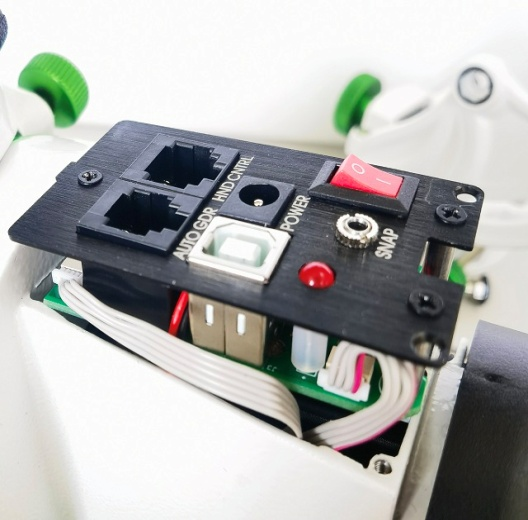 HND CNTRL
AUTO GDR
POWER
SNAP
O I